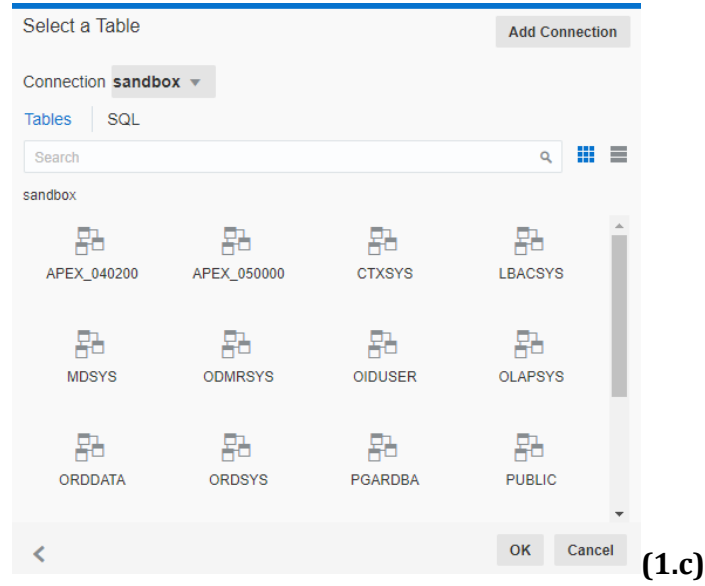 Select a Table
Add Connection
Connection sandbox
Tables SQL
Search
sandbox
APEX_040200 APEX_050000 CTXSYS LBACSYS
MDSYS ODMRSYS OIDUSER OLAPSYS
ORDDATA ORDSYS PGARDBA PUBLIC
OK Cancel
(1.c)